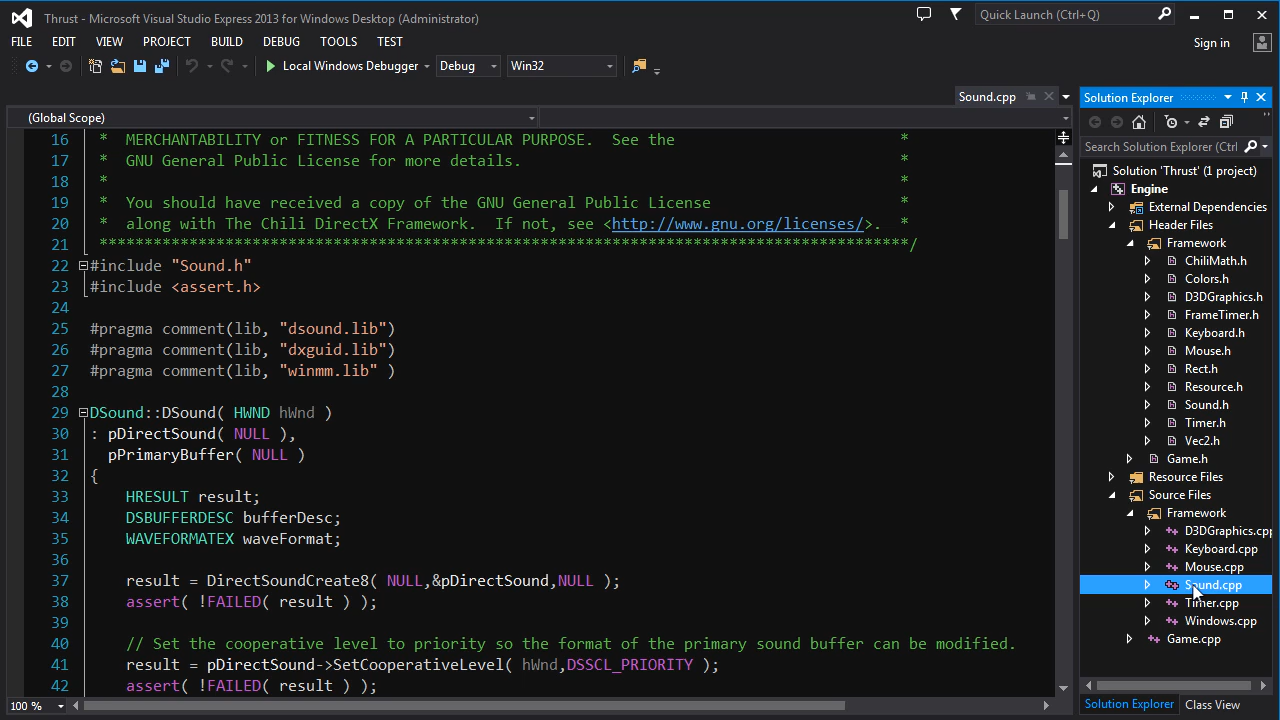 Thrust - Microsoft Visual Studio Express 2013 for Windows Desktop (Administrator)
Quick Launch (Ctrl+Q)
FILE EDIT VIEW PROJECT BUILD DEBUG TOOLS TEST
Sign in
Local Windows Debugger Debug Win32
Sound.cpp
(Global Scope)
16 * MERCHANTABILITY or FITNESS FOR A PARTICULAR PURPOSE. See the *
17 * GNU General Public License for more details. *
18 * *
19 * You should have received a copy of the GNU General Public License *
20 * along with The Chili DirectX Framework. If not, see <http://www.gnu.org/licenses/>. *
21 ******************************************************************************************/
22 #include "Sound.h"
23 #include <assert.h>
24
25 #pragma comment(lib, "dsound.lib")
26 #pragma comment(lib, "dxguid.lib")
27 #pragma comment(lib, "winmm.lib" )
28
29 DSound::DSound( HWND hWnd )
30 : pDirectSound( NULL ),
31 pPrimaryBuffer( NULL )
32 {
33 HRESULT result;
34 DSBUFFERDESC bufferDesc;
35 WAVEFORMATEX waveFormat;
36
37 result = DirectSoundCreate8( NULL,&pDirectSound,NULL );
38 assert( !FAILED( result ) );
39
40 // Set the cooperative level to priority so the format of the primary sound buffer can be modified.
41 result = pDirectSound->SetCooperativeLevel( hWnd,DSSCL_PRIORITY );
42 assert( !FAILED( result ) );
100 %
Solution Explorer
Search Solution Explorer (Ctrl
Solution 'Thrust' (1 project)
Engine
External Dependencies
Header Files
Framework
ChiliMath.h
Colors.h
D3DGraphics.h
FrameTimer.h
Keyboard.h
Mouse.h
Rect.h
Resource.h
Sound.h
Timer.h
Vec2.h
Game.h
Resource Files
Source Files
Framework
D3DGraphics.cpp
Keyboard.cpp
Mouse.cpp
Sound.cpp
Timer.cpp
Windows.cpp
Game.cpp
Solution Explorer Class View